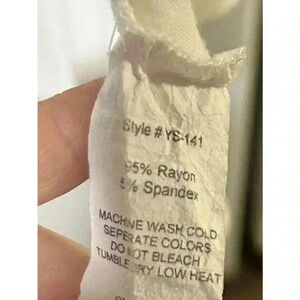 Style # YS-141
95% Rayon
5% Spandex
MACHINE WASH COLD
SEPERATE COLORS
DO NOT BLEACH
TUMBLE DRY LOW HEAT